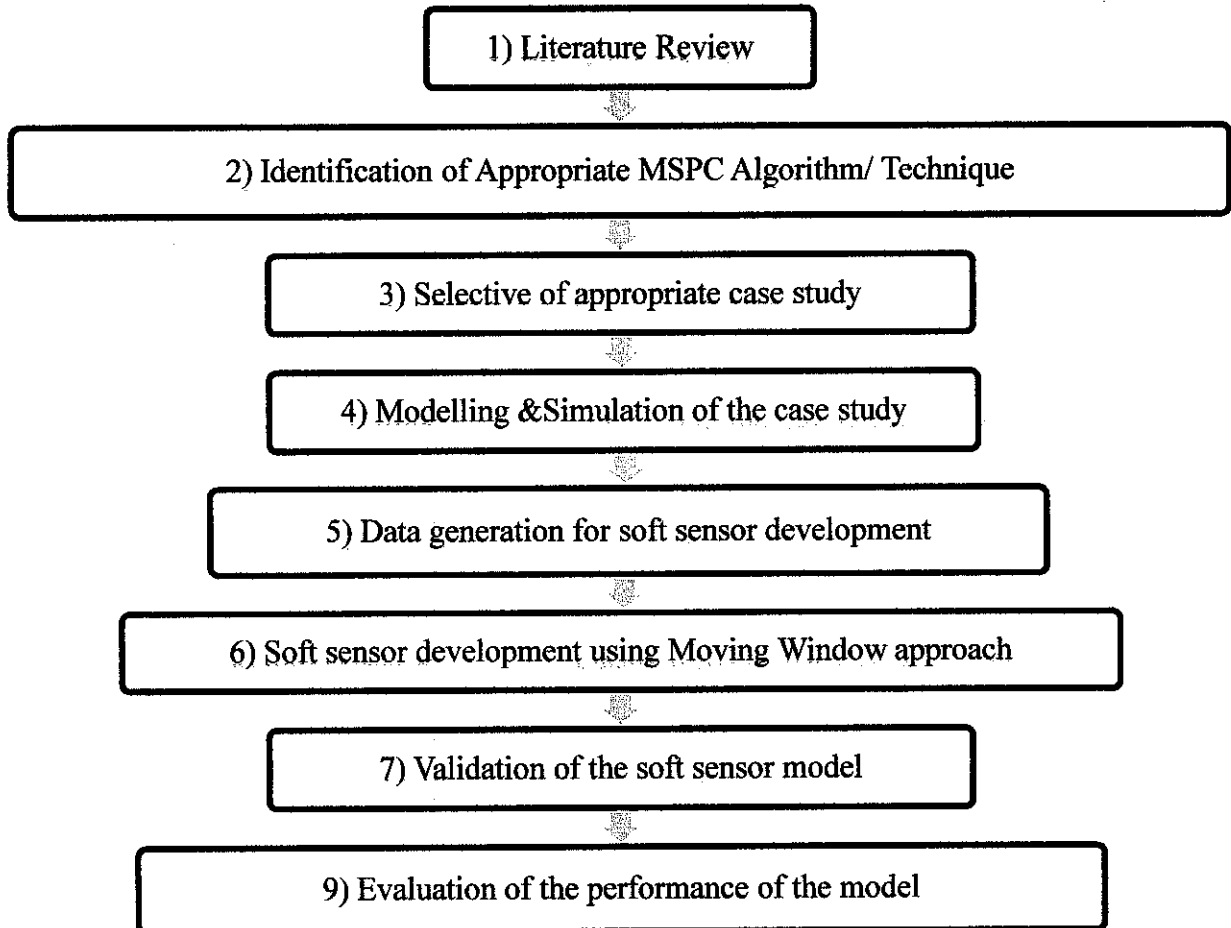 1) Literature Review
2) Identification of Appropriate MSPC Algorithm/ Technique
3) Selective of appropriate case study
4) Modelling &Simulation of the case study
5) Data generation for soft sensor development
6) Soft sensor development using Moving Window approach
7) Validation of the soft sensor model
9) Evaluation of the performance of the model